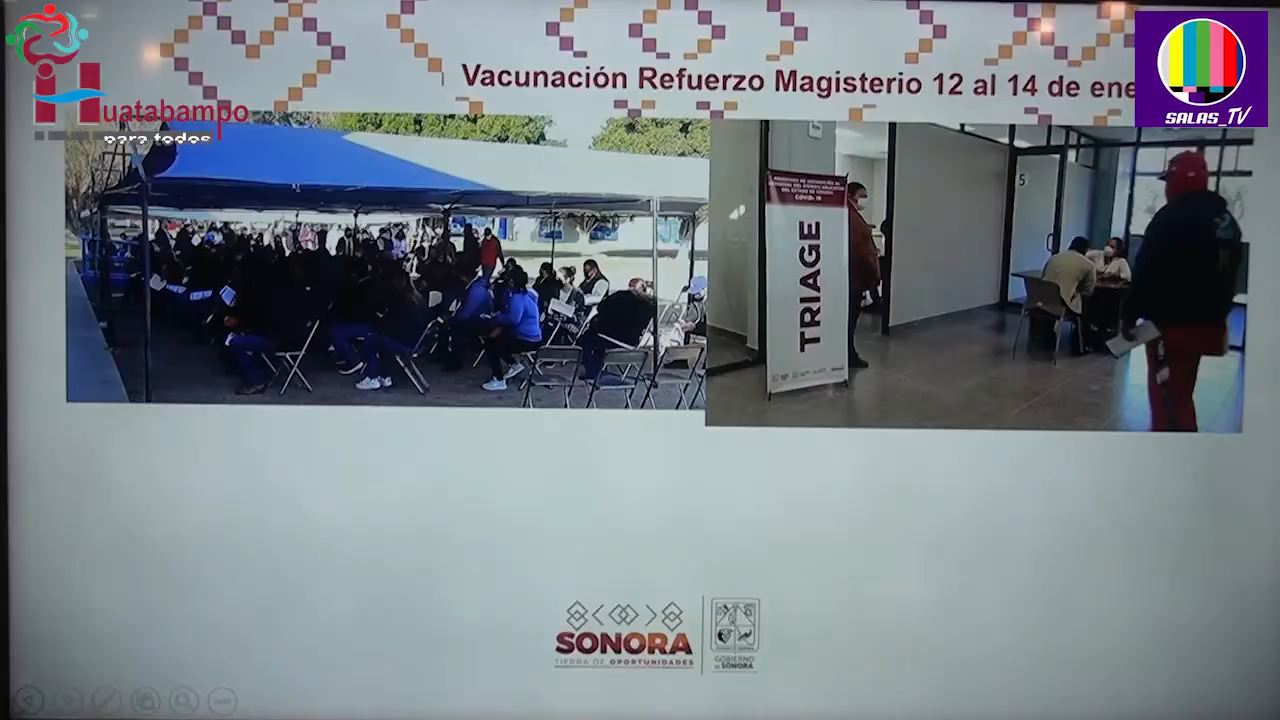 Vacunación Refuerzo Magisterio 12 al 14 de ene
Huatabampo
para todos
SALAS_TV
COVID-19
TRIAGE
5
SONORA
TIERRA DE OPORTUNIDADES
GOBIERNO
DE SONORA